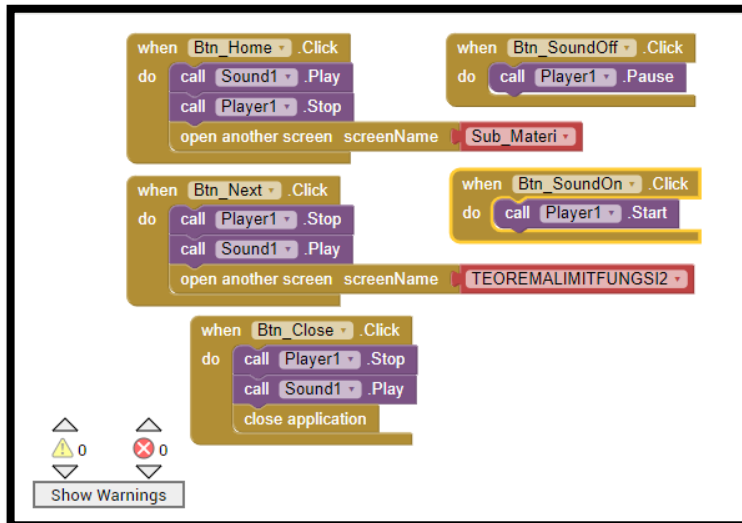 when Btn_Home .Click
do call Sound1 .Play
call Player1 .Stop
open another screen screenName Sub_Materi
when Btn_SoundOff .Click
do call Player1 .Pause
when Btn_Next .Click
do call Player1 .Stop
call Sound1 .Play
open another screen screenName TEOREMALIMITFUNGSI2
when Btn_SoundOn .Click
do call Player1 .Start
when Btn_Close .Click
do call Player1 .Stop
call Sound1 .Play
close application
0 0
Show Warnings